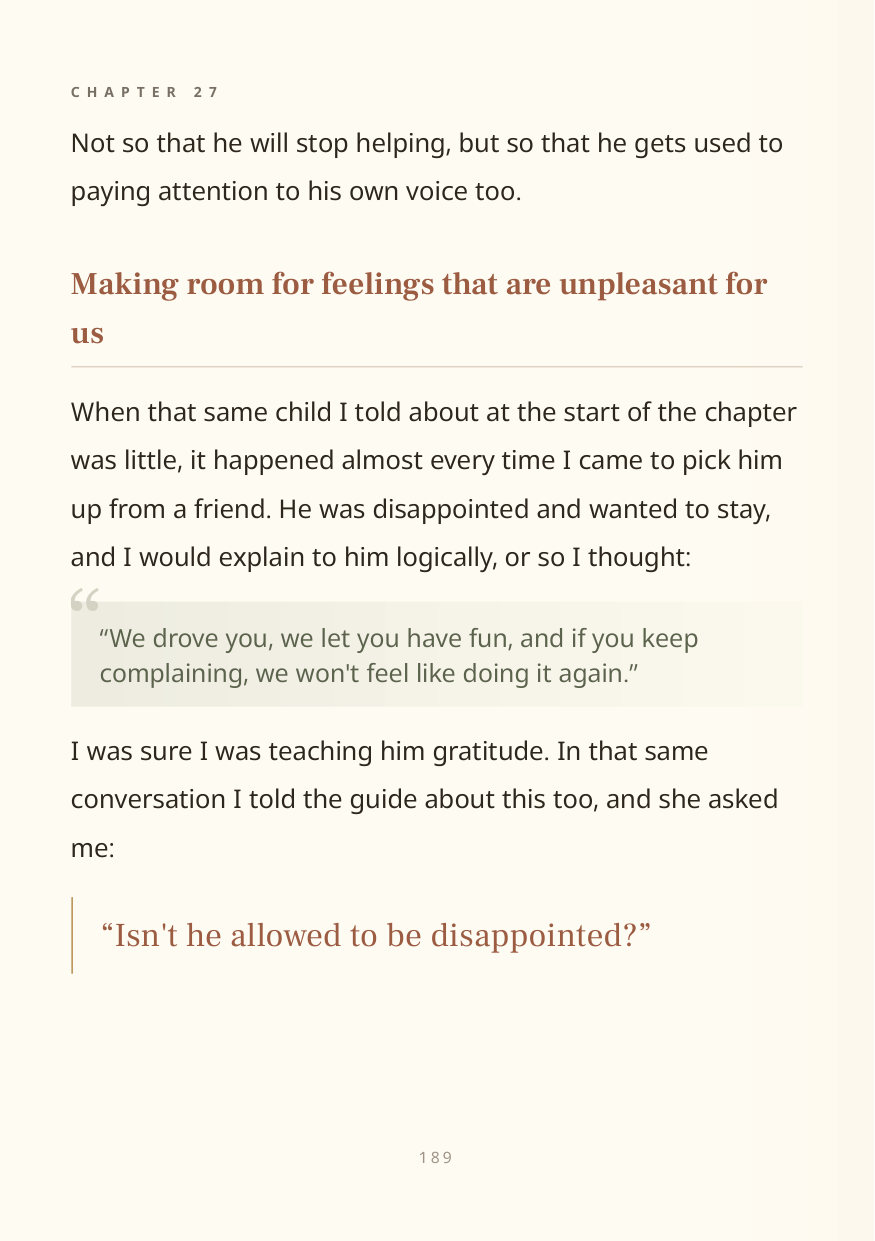 CHAPTER 27
Not so that he will stop helping, but so that he gets used to
paying attention to his own voice too.
Making room for feelings that are unpleasant for
us
When that same child I told about at the start of the chapter
was little, it happened almost every time I came to pick him
up from a friend. He was disappointed and wanted to stay,
and I would explain to him logically, or so I thought:
“
“We drove you, we let you have fun, and if you keep
complaining, we won't feel like doing it again.”
I was sure I was teaching him gratitude. In that same
conversation I told the guide about this too, and she asked
me:
“Isn't he allowed to be disappointed?”
189